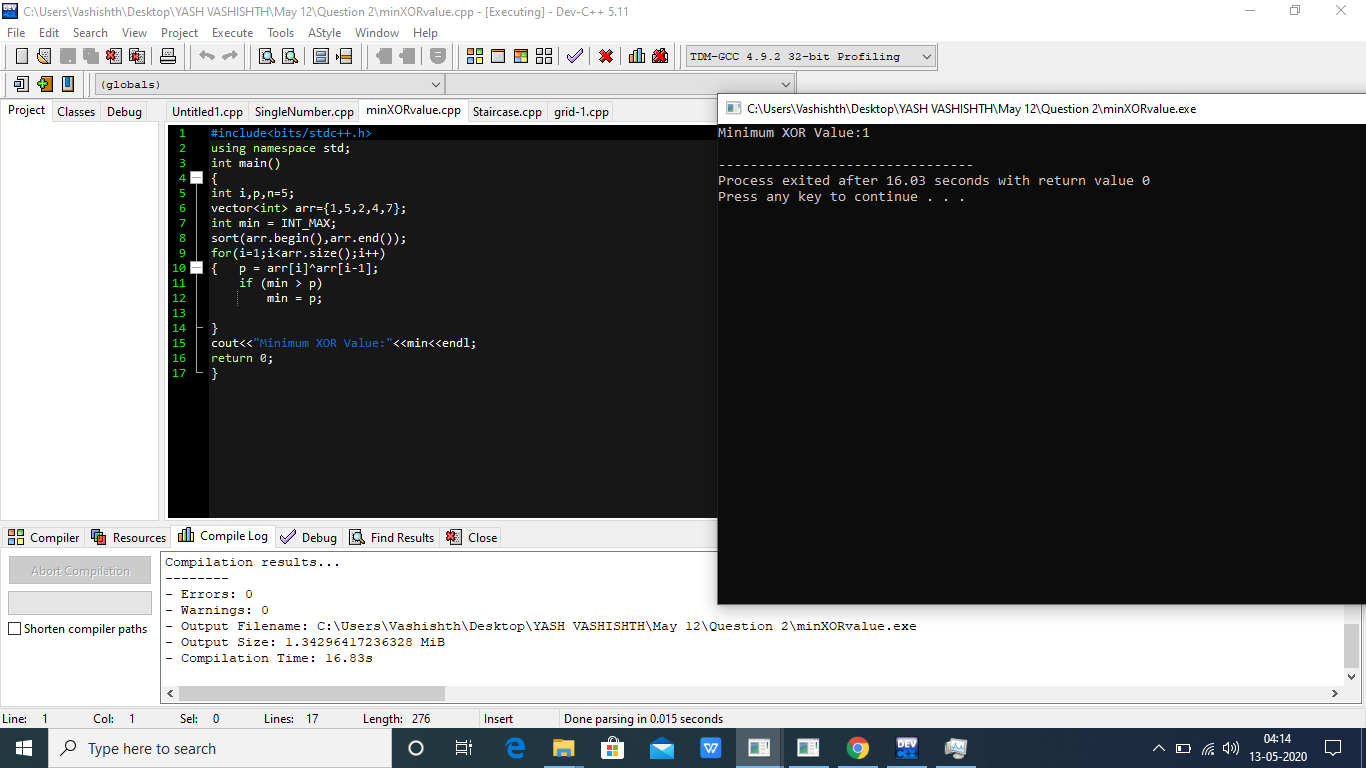 C:\Users\Vashishth\Desktop\YASH VASHISHTH\May 12\Question 2\minXORvalue.cpp - [Executing] - Dev-C++ 5.11
File Edit Search View Project Execute Tools AStyle Window Help
TDM-GCC 4.9.2 32-bit Profiling
(globals)
Project Classes Debug
Untitled1.cpp SingleNumber.cpp minXORvalue.cpp Staircase.cpp grid-1.cpp
1 #include<bits/stdc++.h>
2 using namespace std;
3 int main()
4 {
5 int i,p,n=5;
6 vector<int> arr={1,5,2,4,7};
7 int min = INT_MAX;
8 sort(arr.begin(),arr.end());
9 for(i=1;i<arr.size();i++)
10 { p = arr[i]^arr[i-1];
11 if (min > p)
12 min = p;
13
14 }
15 cout<<"Minimum XOR Value:"<<min<<endl;
16 return 0;
17 }
C:\Users\Vashishth\Desktop\YASH VASHISHTH\May 12\Question 2\minXORvalue.exe
Minimum XOR Value:1
--------------------------------
Process exited after 16.03 seconds with return value 0
Press any key to continue . . .
Compiler Resources Compile Log Debug Find Results Close
Abort Compilation
Shorten compiler paths
Compilation results...
--------
- Errors: 0
- Warnings: 0
- Output Filename: C:\Users\Vashishth\Desktop\YASH VASHISHTH\May 12\Question 2\minXORvalue.exe
- Output Size: 1.34296417236328 MiB
- Compilation Time: 16.83s
Line: 1 Col: 1 Sel: 0 Lines: 17 Length: 276 Insert Done parsing in 0.015 seconds
Type here to search
04:14
13-05-2020